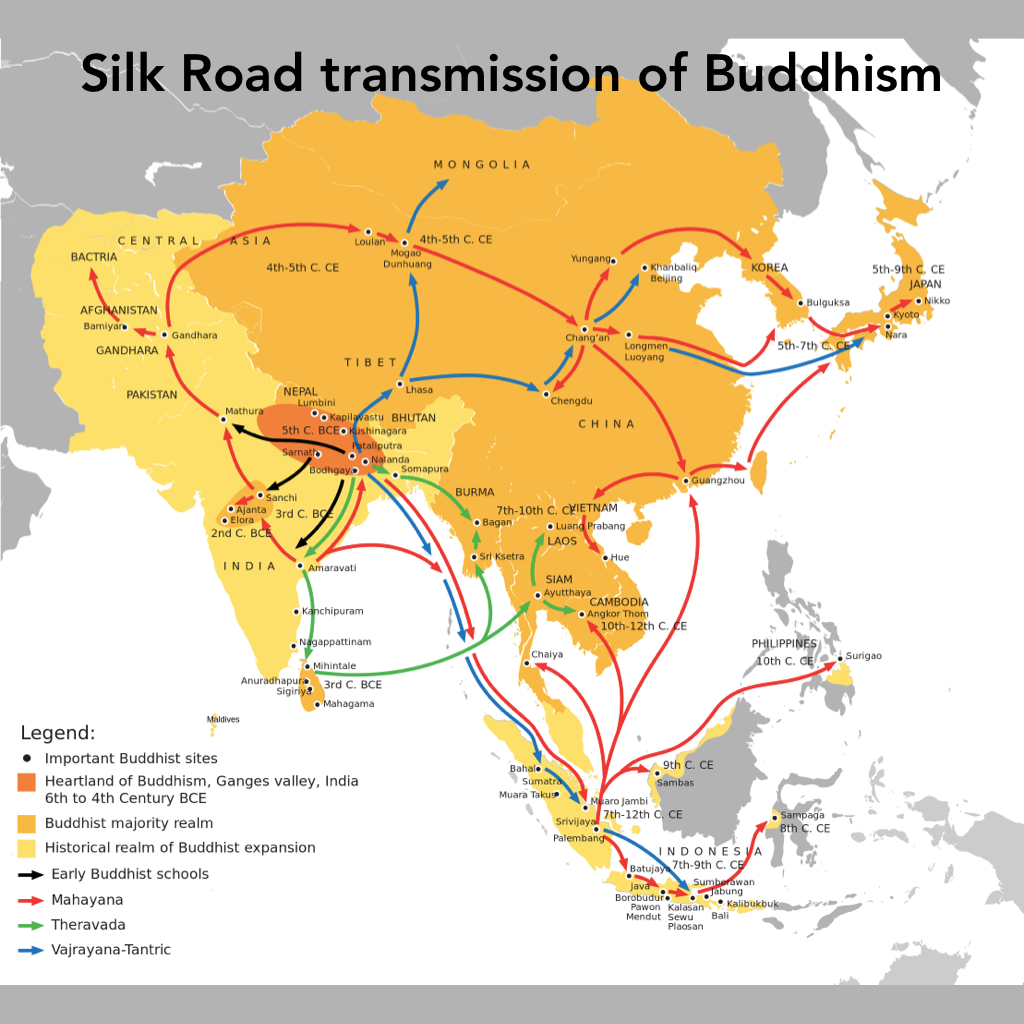 Silk Road transmission of Buddhism
MONGOLIA
CENTRAL ASIA
BACTRIA
Loulan
4th-5th C. CE
Mogao
Dunhuang
4th-5th C. CE
Yungang
Khanbaliq
Beijing
KOREA
5th-9th C. CE
JAPAN
Nikko
Bulguksa
Kyoto
Nara
5th-7th C. CE
AFGHANISTAN
Bamiyan
Gandhara
GANDHARA
Chang'an
Longmen
Luoyang
TIBET
Lhasa
Chengdu
CHINA
PAKISTAN
NEPAL
Lumbini
Kapilavastu
BHUTAN
Mathura
5th C. BCE
Kushinagara
Pataliputra
Sarnath
Nalanda
Bodhgaya
Somapura
Guangzhou
Sanchi
Ajanta
3rd C. BCE
Elora
2nd C. BCE
BURMA
7th-10th C. CE
VIETNAM
Bagan
Luang Prabang
LAOS
Sri Ksetra
Hue
INDIA
Amaravati
SIAM
Ayutthaya
CAMBODIA
Angkor Thom
10th-12th C. CE
Kanchipuram
Nagappattinam
PHILIPPINES
10th C. CE
Surigao
Chaiya
Mihintale
Anuradhapura
3rd C. BCE
Sigiriya
Mahagama
Maldives
Bahal
Sumatra
Muara Takus
Muaro Jambi
7th-12th C. CE
Srivijaya
Palembang
9th C. CE
Sambas
Sampaga
8th C. CE
INDONESIA
7th-9th C. CE
Batujaya
Java
Sumberawan
Jabung
Borobudur
Pawon
Mendut
Kalasan
Sewu
Plaosan
Kalibukbuk
Bali
Legend:
Important Buddhist sites
Heartland of Buddhism, Ganges valley, India
6th to 4th Century BCE
Buddhist majority realm
Historical realm of Buddhist expansion
Early Buddhist schools
Mahayana
Theravada
Vajrayana-Tantric